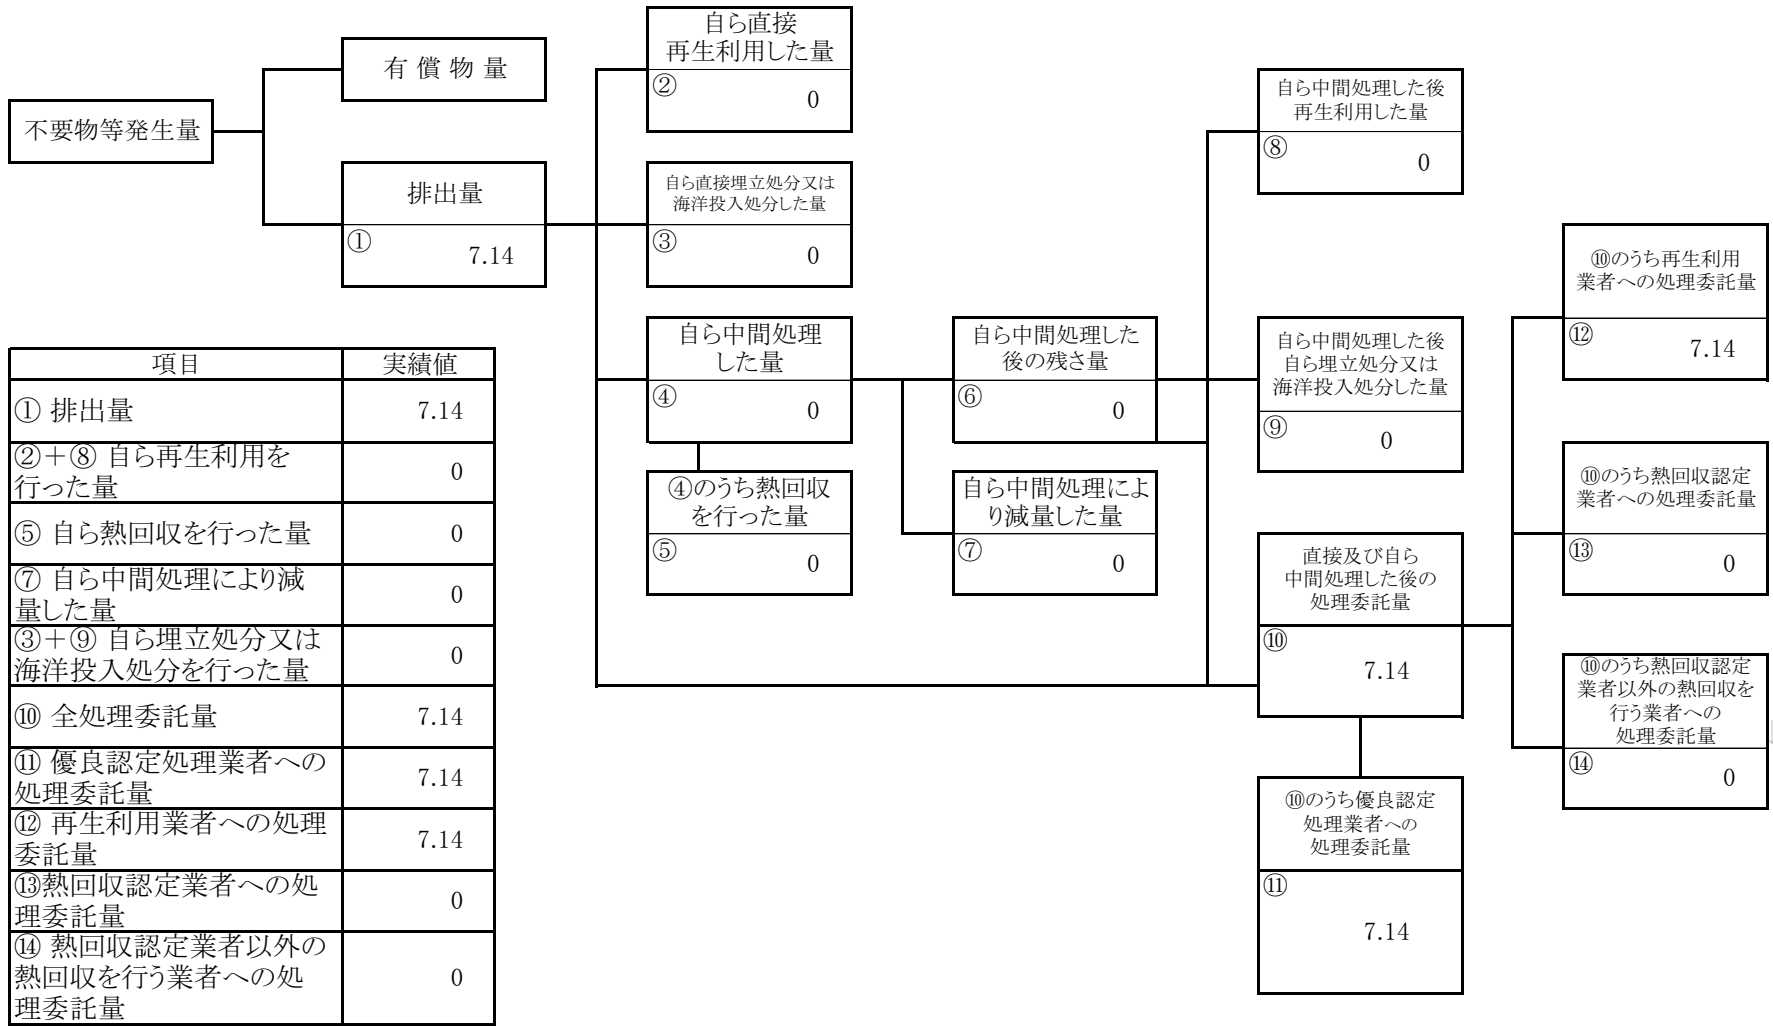 不要物等発生量
有 償 物 量
排出量
①
7.14
自ら直接
再生利用した量
②
0
自ら直接埋立処分又は
海洋投入処分した量
③
0
自ら中間処理
した量
④
0
④のうち熱回収
を行った量
⑤
0
自ら中間処理した
後の残さ量
⑥
0
自ら中間処理によ
り減量した量
⑦
0
自ら中間処理した後
再生利用した量
⑧
0
自ら中間処理した後
自ら埋立処分又は
海洋投入処分した量
⑨
0
直接及び自ら
中間処理した後の
処理委託量
⑩
7.14
⑩のうち優良認定
処理業者への
処理委託量
⑪
7.14
⑩のうち再生利用
業者への処理委託量
⑫
7.14
⑩のうち熱回収認定
業者への処理委託量
⑬
0
⑩のうち熱回収認定
業者以外の熱回収を
行う業者への
処理委託量
⑭
0
項目 実績値
① 排出量 7.14
②＋⑧ 自ら再生利用を
行った量 0
⑤ 自ら熱回収を行った量 0
⑦ 自ら中間処理により減
量した量 0
③＋⑨ 自ら埋立処分又は
海洋投入処分を行った量 0
⑩ 全処理委託量 7.14
⑪ 優良認定処理業者への
処理委託量 7.14
⑫ 再生利用業者への処理
委託量 7.14
⑬熱回収認定業者への処
理委託量 0
⑭ 熱回収認定業者以外の
熱回収を行う業者への処
理委託量 0